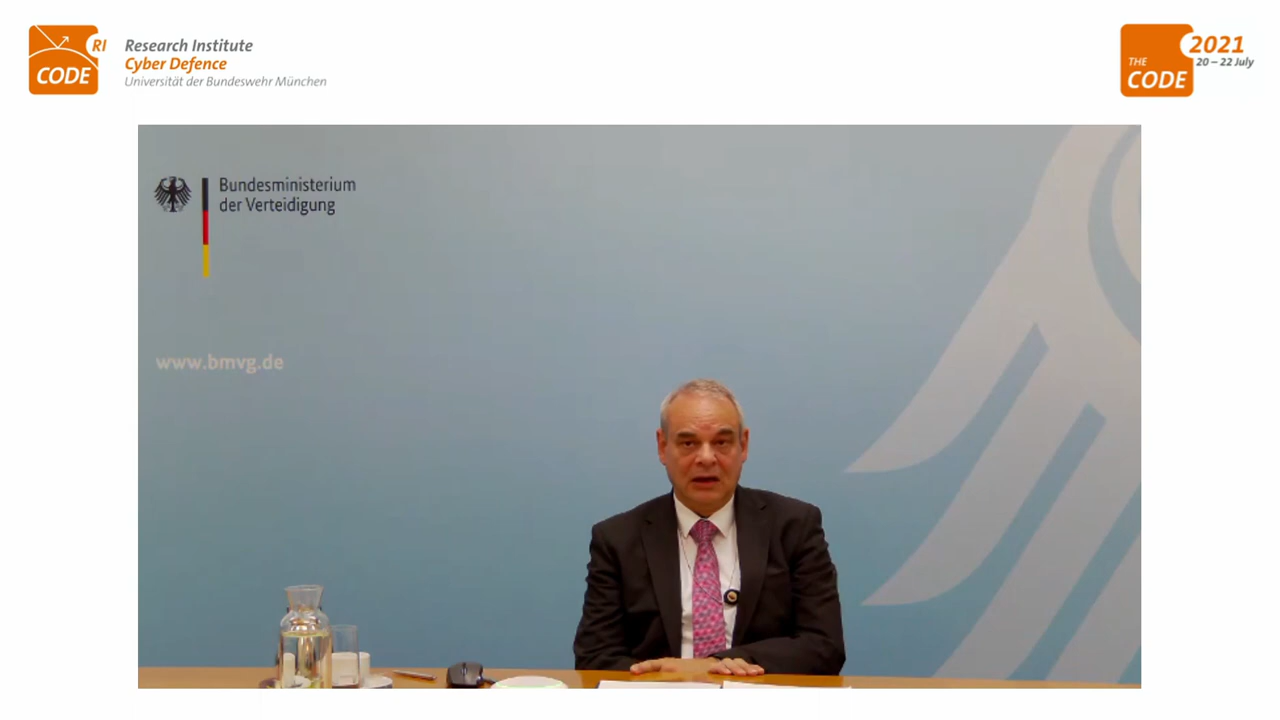 RI
CODE
Research Institute
Cyber Defence
Universität der Bundeswehr München
THE
CODE
2021
20 – 22 July
Bundesministerium
der Verteidigung
www.bmvg.de